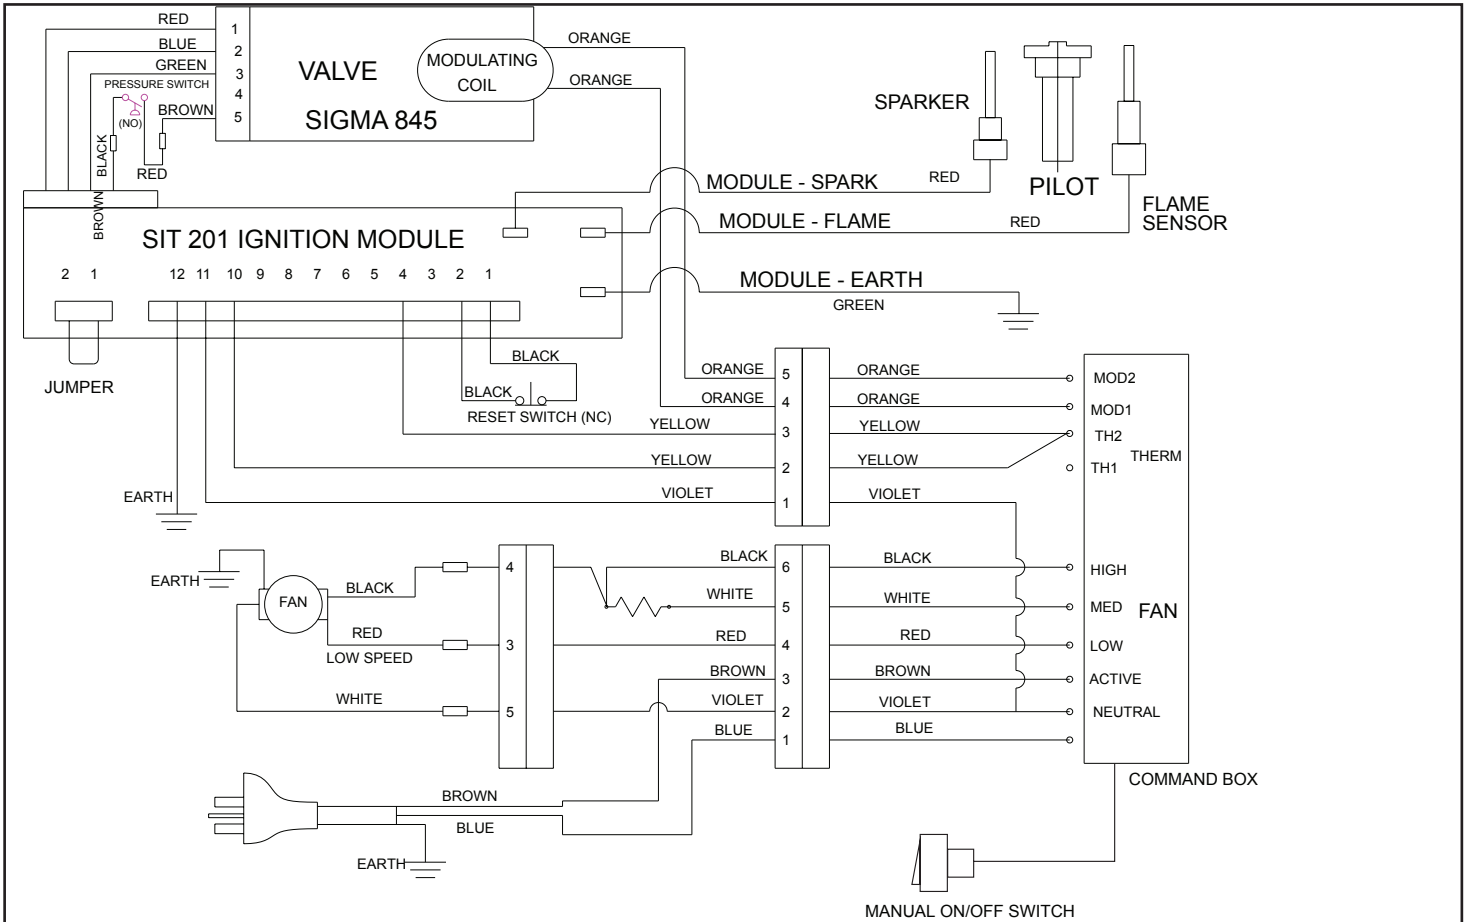 RED
1
BLUE
2
GREEN
3
PRESSURE SWITCH
4
(NO)
BROWN
5
BLACK
RED
BROWN
VALVE
SIGMA 845
MODULATING
COIL
ORANGE
ORANGE
SPARKER
PILOT
FLAME
SENSOR
MODULE - SPARK
RED
MODULE - FLAME
RED
MODULE - EARTH
GREEN
SIT 201 IGNITION MODULE
2 1
12 11 10 9 8 7 6 5 4 3 2 1
JUMPER
BLACK
BLACK
RESET SWITCH (NC)
ORANGE 5 ORANGE MOD2
ORANGE 4 ORANGE MOD1
YELLOW 3 YELLOW TH2
THERM
YELLOW 2 YELLOW TH1
EARTH
VIOLET 1 VIOLET
EARTH
FAN
BLACK
4
BLACK 6 BLACK HIGH
WHITE 5 WHITE MED
FAN
RED
LOW SPEED
3
RED 4 RED LOW
BROWN 3 BROWN ACTIVE
WHITE
5
VIOLET 2 VIOLET NEUTRAL
BLUE 1 BLUE
COMMAND BOX
BROWN
BLUE
EARTH
MANUAL ON/OFF SWITCH